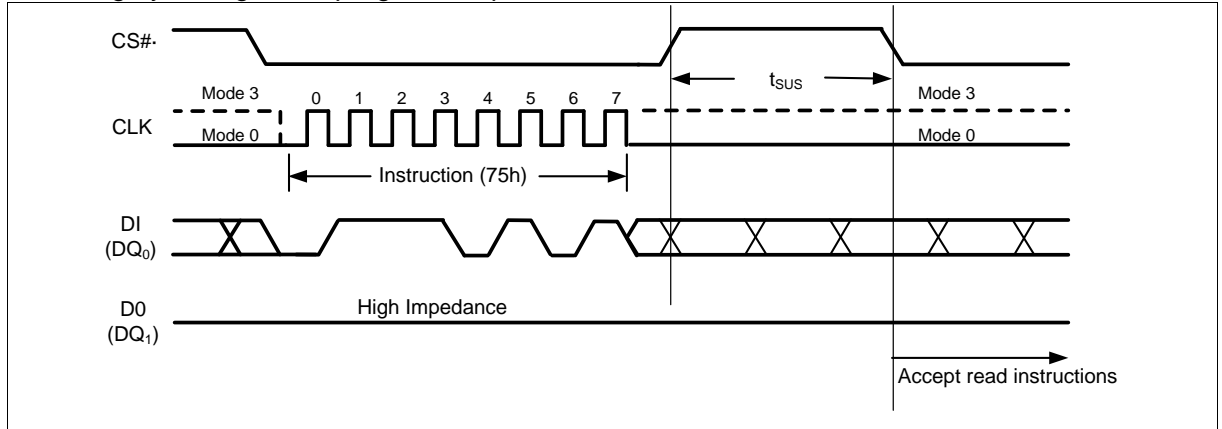 CS#.
tSUS
Mode 3 0 1 2 3 4 5 6 7 Mode 3
CLK
Mode 0 Mode 0
Instruction (75h)
DI
(DQ0)
High Impedance
D0
(DQ1)
Accept read instructions